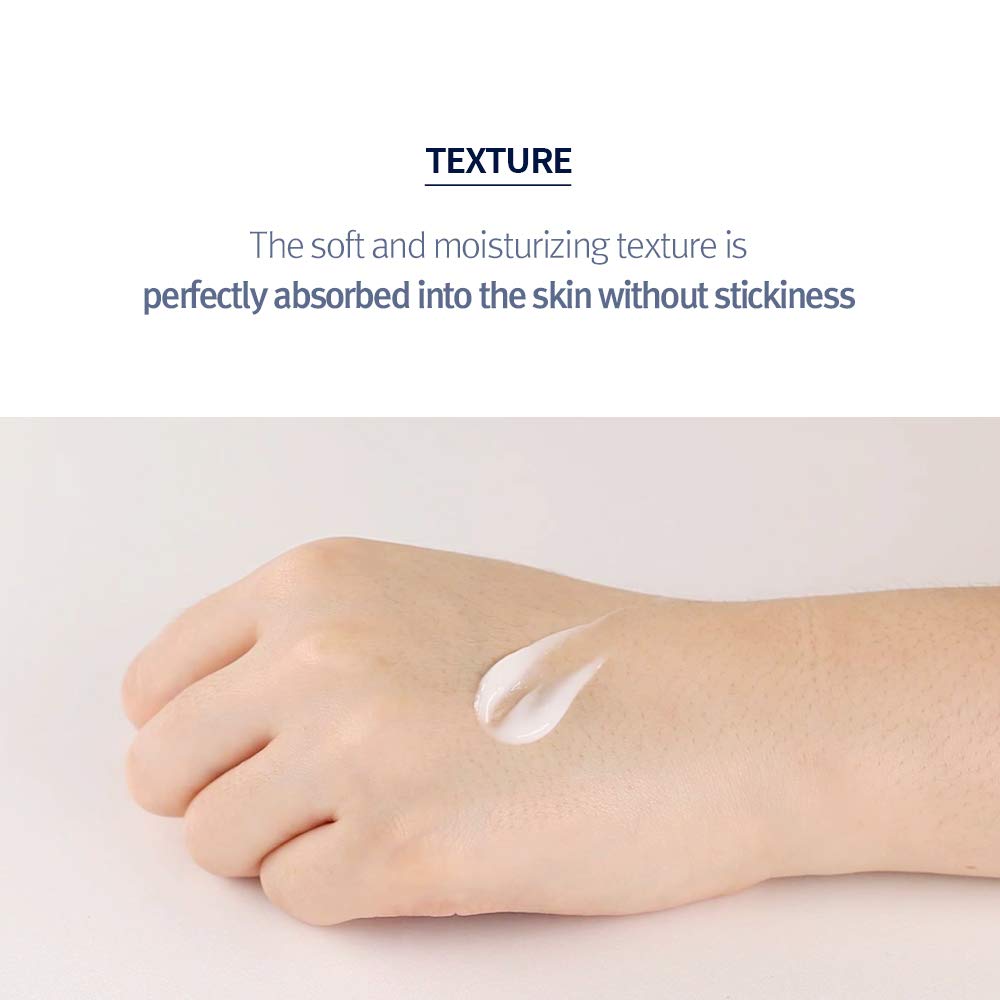 TEXTURE
The soft and moisturizing texture is
perfectly absorbed into the skin without stickiness